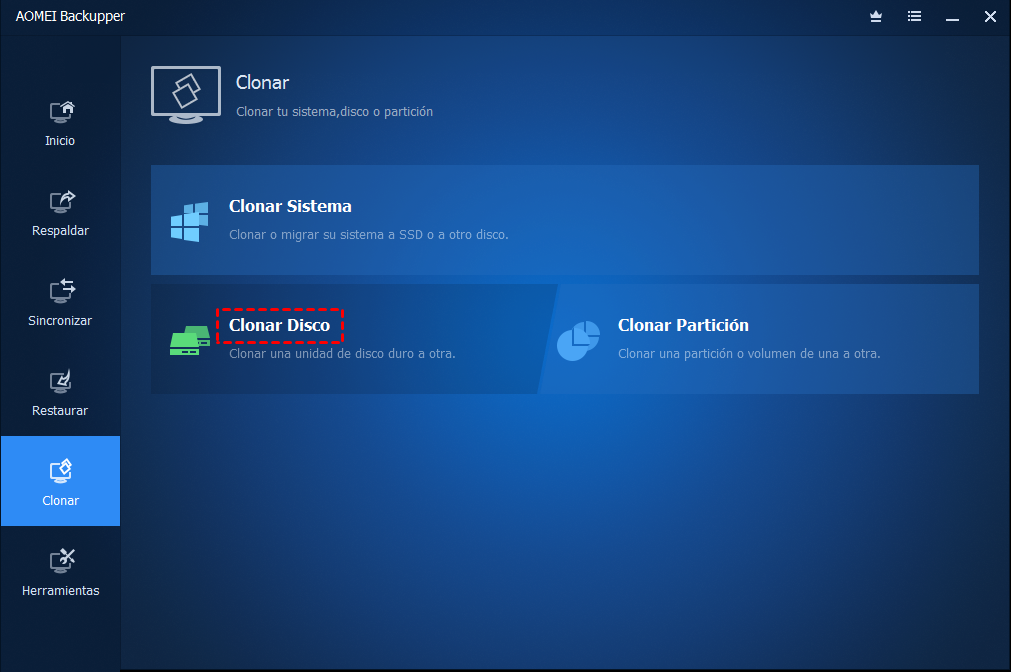 AOMEI Backupper
Inicio
Respaldar
Sincronizar
Restaurar
Clonar
Herramientas
Clonar
Clonar tu sistema,disco o partición
Clonar Sistema
Clonar o migrar su sistema a SSD o a otro disco.
Clonar Disco
Clonar una unidad de disco duro a otra.
Clonar Partición
Clonar una partición o volumen de una a otra.